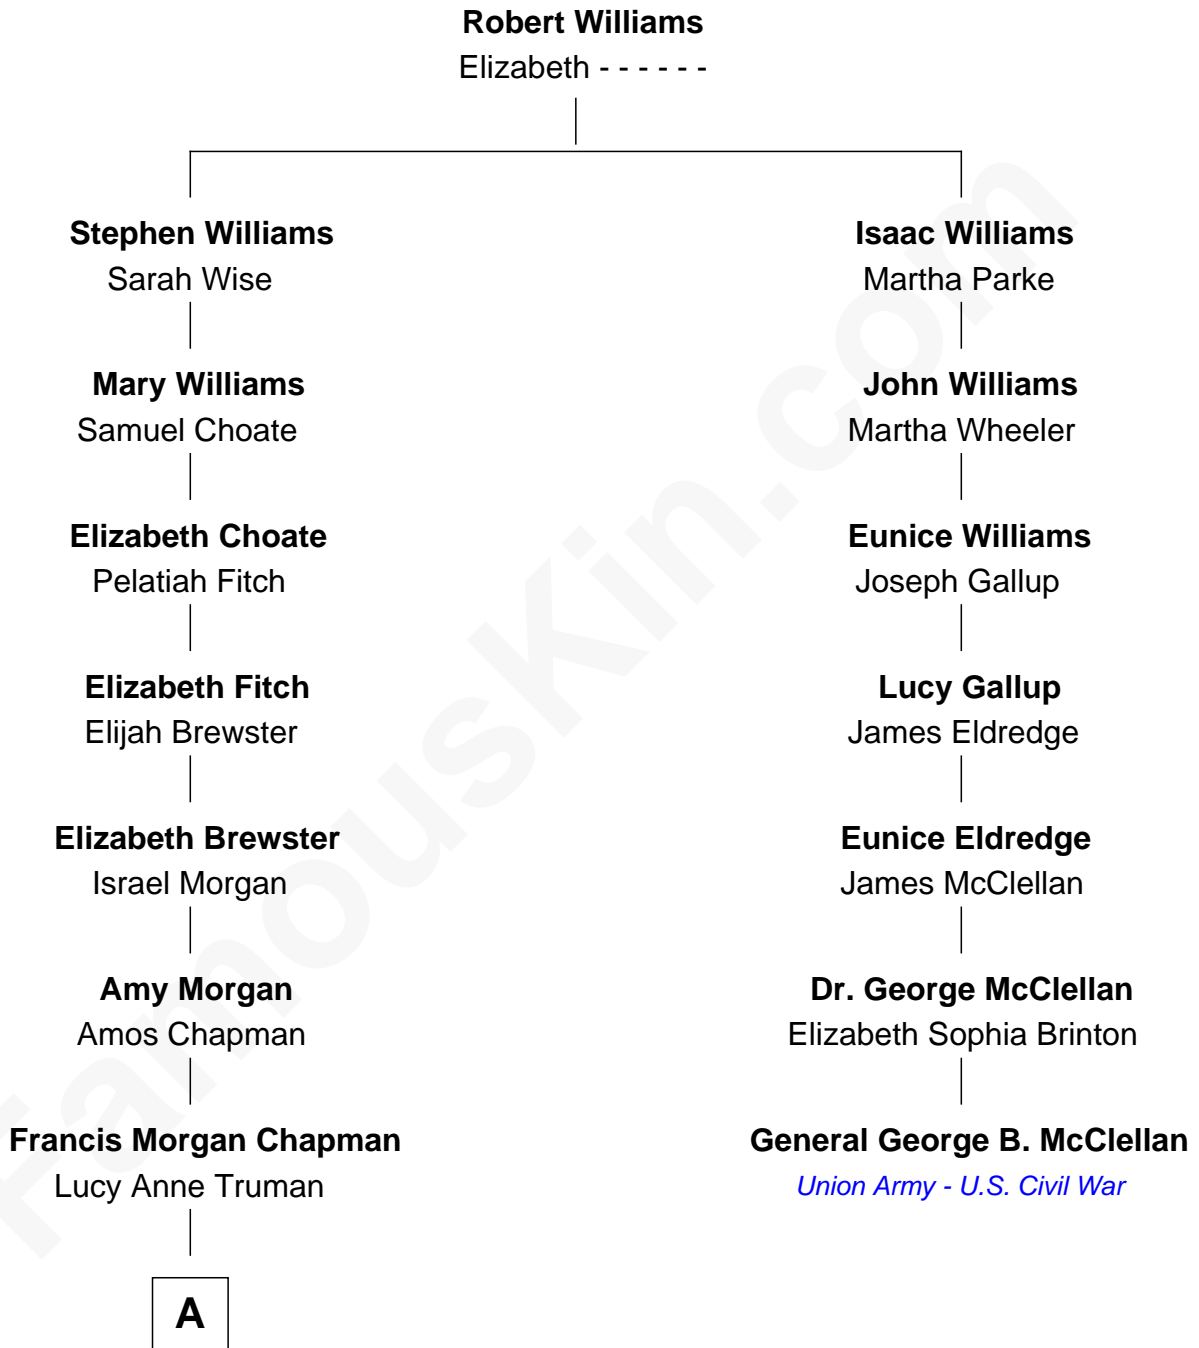 Robert Williams
Elizabeth - - - - - -
Stephen Williams
Sarah Wise
Isaac Williams
Martha Parke
Mary Williams
Samuel Choate
John Williams
Martha Wheeler
Elizabeth Choate
Pelatiah Fitch
Eunice Williams
Joseph Gallup
Elizabeth Fitch
Elijah Brewster
Lucy Gallup
James Eldredge
Elizabeth Brewster
Israel Morgan
Eunice Eldredge
James McClellan
Amy Morgan
Amos Chapman
Dr. George McClellan
Elizabeth Sophia Brinton
Francis Morgan Chapman
Lucy Anne Truman
General George B. McClellan
Union Army - U.S. Civil War
A
FamousKin.com